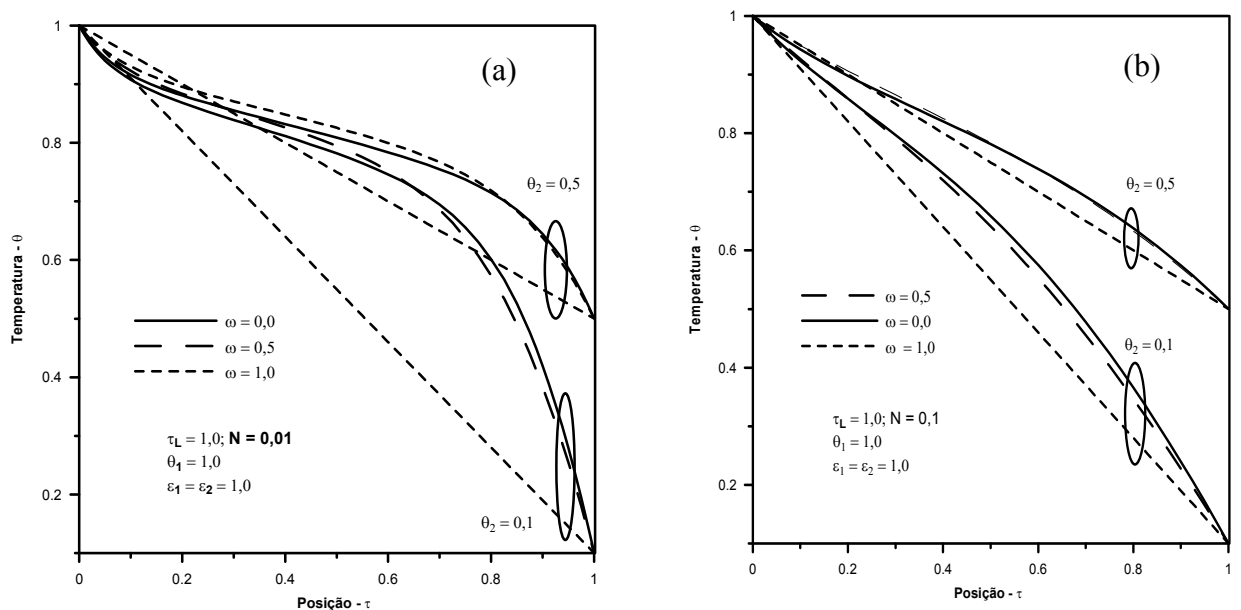 1
0.8
0.6
0.4
0.2
0
0.2
0.4
0.6
0.8
1
Temperatura - θ
Posição - τ
(a)
θ2 = 0,5
ω = 0,0
ω = 0,5
ω = 1,0
τL = 1,0; N = 0,01
θ1 = 1,0
ε1 = ε2 = 1,0
θ2 = 0,1
1
0.8
0.6
0.4
0.2
0
0.2
0.4
0.6
0.8
1
Temperatura - θ
Posição - τ
(b)
θ2 = 0,5
ω = 0,5
ω = 0,0
ω = 1,0
θ2 = 0,1
τL = 1,0; N = 0,1
θ1 = 1,0
ε1 = ε2 = 1,0